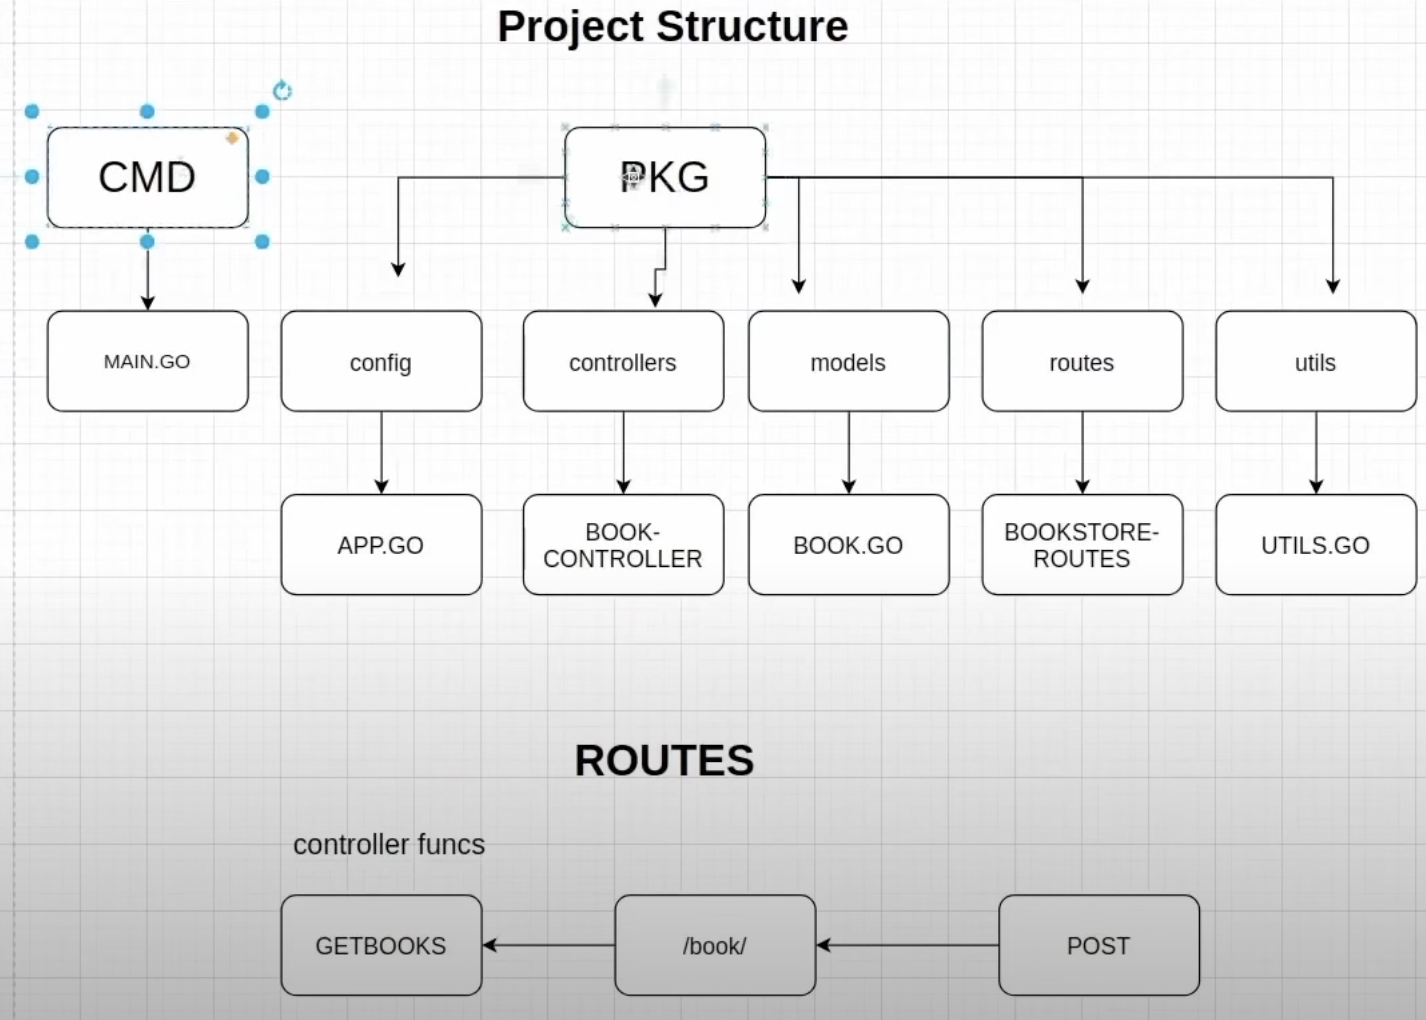 Project Structure
CMD
PKG
MAIN.GO
config
controllers
models
routes
utils
APP.GO
BOOK-
CONTROLLER
BOOK.GO
BOOKSTORE-
ROUTES
UTILS.GO
ROUTES
controller funcs
GETBOOKS
/book/
POST